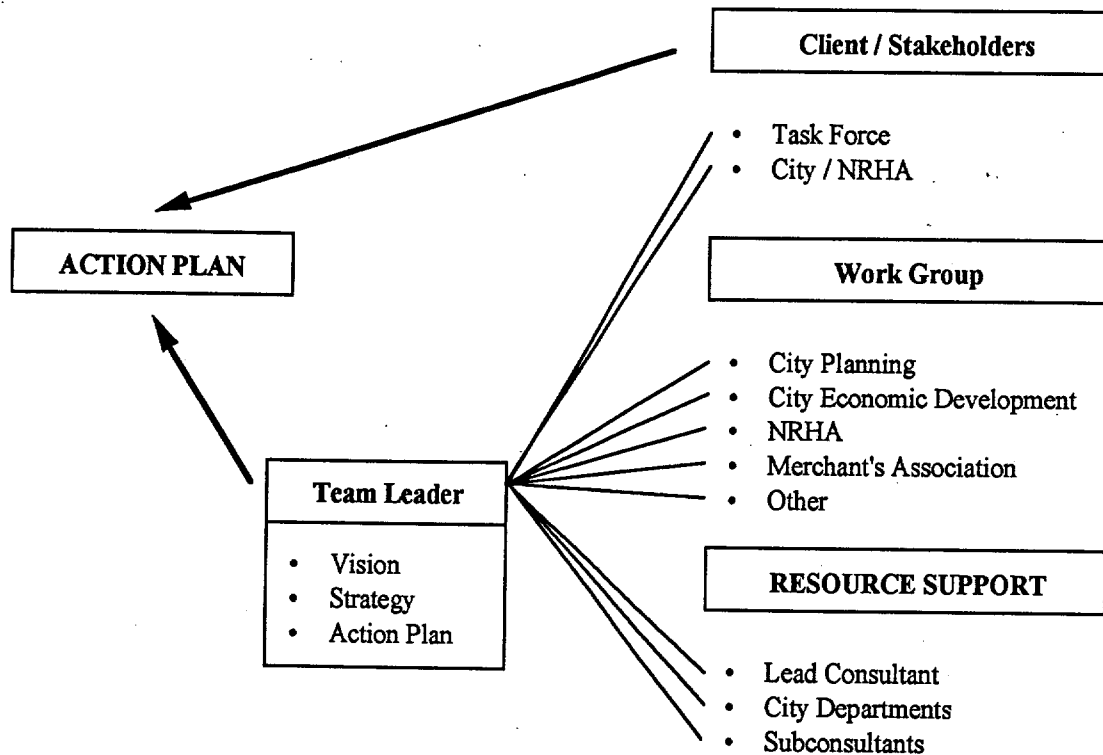 Client / Stakeholders
• Task Force
• City / NRHA
ACTION PLAN
Work Group
• City Planning
• City Economic Development
• NRHA
• Merchant's Association
• Other
Team Leader
• Vision
• Strategy
• Action Plan
RESOURCE SUPPORT
• Lead Consultant
• City Departments
• Subconsultants